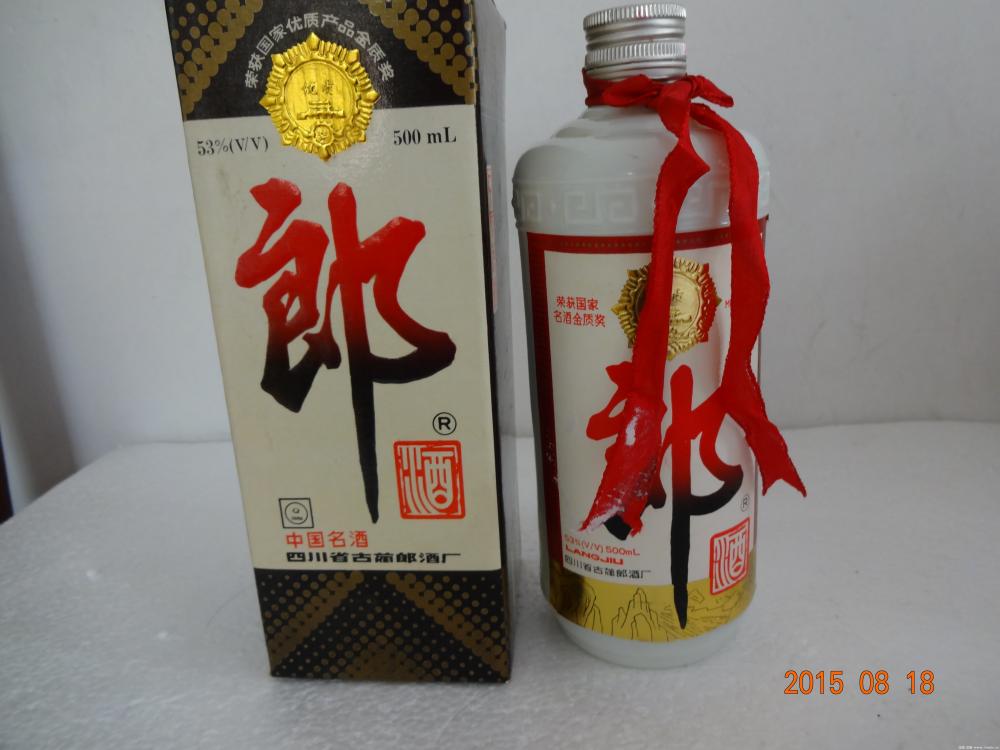 荣获国家优质产品金质奖
优质
53%(V/V)
500 mL
郎
®
酒
中国名酒
四川省古蔺郎酒厂
荣获国家
名酒金质奖
郎
®
酒
53%(V/V) 500mL
LANGJIU
四川省古蔺郎酒厂
2015 08 18